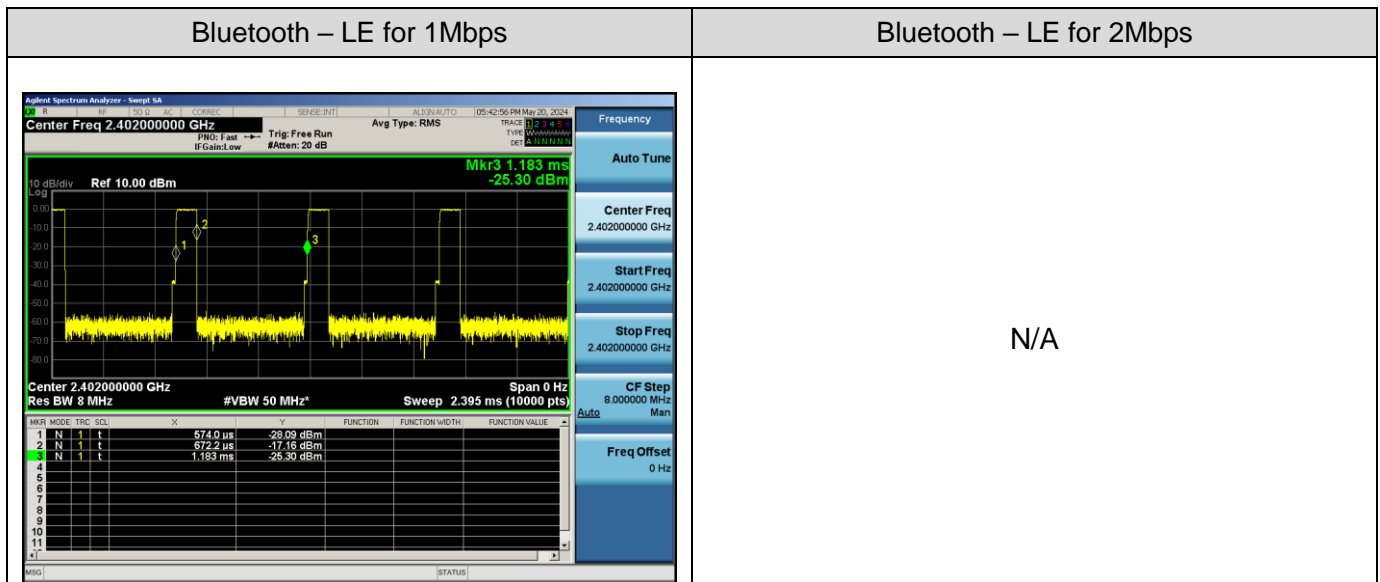 Bluetooth – LE for 1Mbps
Bluetooth – LE for 2Mbps
Agilent Spectrum Analyzer - Swept SA
R RF 50 Ω AC CORREC SENSE:INT ALIGNAUTO 05:42:56 PM May 20, 2024
Center Freq 2.402000000 GHz
PNO: Fast
IFGain:Low
Trig: Free Run
#Atten: 20 dB
Avg Type: RMS
TRACE 1 2 3 4 5 6
TYPE
DET A N N N N N
Mkr3 1.183 ms
-25.30 dBm
10 dB/div Ref 10.00 dBm
Log
0.00
-10.0
-20.0
-30.0
-40.0
-50.0
-60.0
-70.0
-80.0
1
2
3
Center 2.402000000 GHz Span 0 Hz
Res BW 8 MHz #VBW 50 MHz* Sweep 2.395 ms (10000 pts)
MKR MODE TRC SCL X Y FUNCTION FUNCTION WIDTH FUNCTION VALUE
1 N 1 t 574.0 µs -28.09 dBm
2 N 1 t 672.2 µs -17.16 dBm
3 N 1 t 1.183 ms -25.30 dBm
4
5
6
7
8
9
10
11
MSG STATUS
Frequency
Auto Tune
Center Freq
2.402000000 GHz
Start Freq
2.402000000 GHz
Stop Freq
2.402000000 GHz
CF Step
8.000000 MHz
Auto Man
Freq Offset
0 Hz
N/A